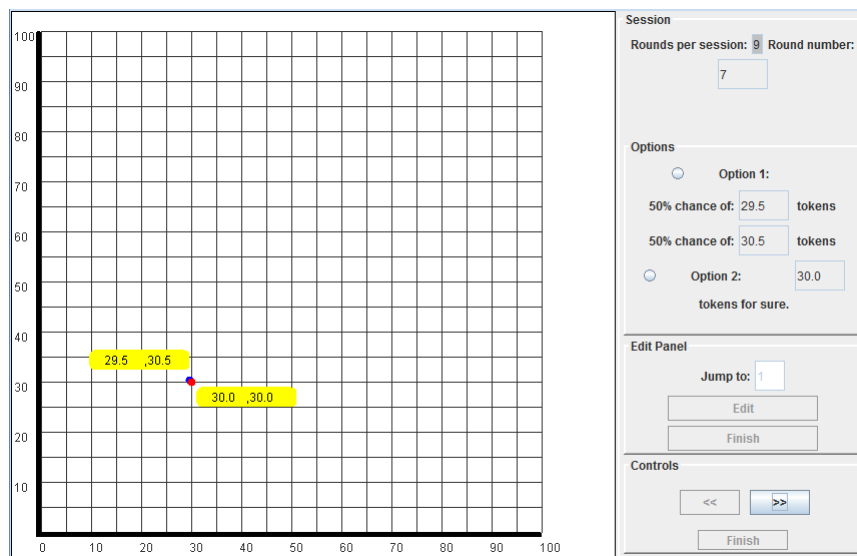 100
90
80
70
60
50
40
30
20
10
0 10 20 30 40 50 60 70 80 90 100
29.5 ,30.5
30.0 ,30.0
Session
Rounds per session: 9 Round number:
7
Options
Option 1:
50% chance of: 29.5 tokens
50% chance of: 30.5 tokens
Option 2: 30.0
tokens for sure.
Edit Panel
Jump to: 1
Edit
Finish
Controls
<< >>
Finish